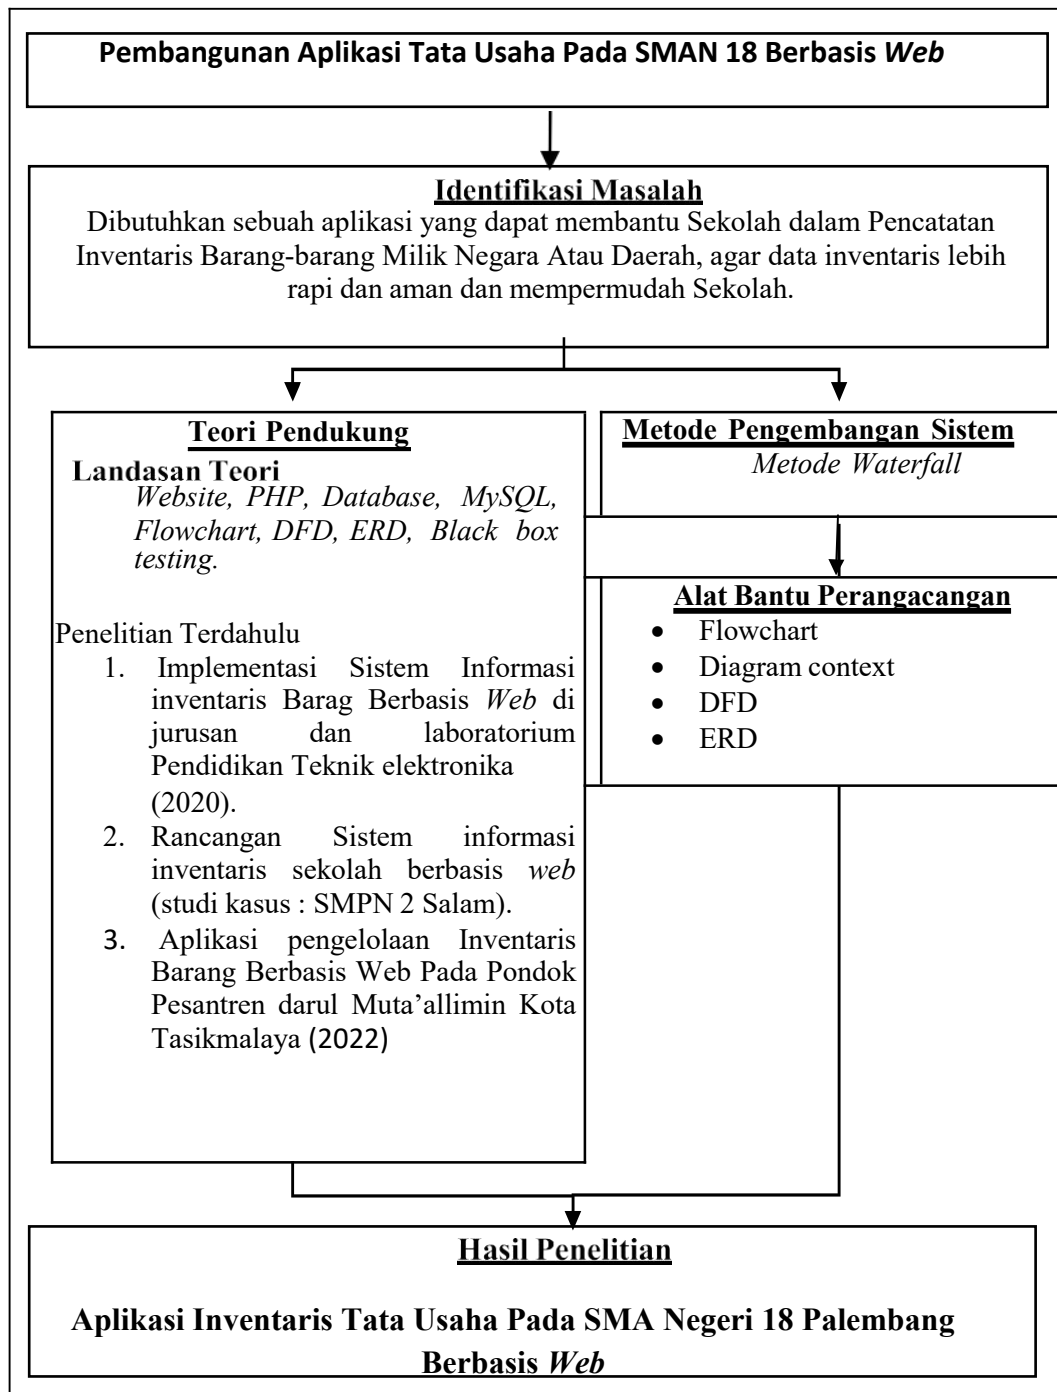 Pembangunan Aplikasi Tata Usaha Pada SMAN 18 Berbasis Web
Identifikasi Masalah
Dibutuhkan sebuah aplikasi yang dapat membantu Sekolah dalam Pencatatan
Inventaris Barang-barang Milik Negara Atau Daerah, agar data inventaris lebih
rapi dan aman dan mempermudah Sekolah.
Teori Pendukung
Landasan Teori
Website, PHP, Database, MySQL,
Flowchart, DFD, ERD, Black box
testing.
Penelitian Terdahulu
1. Implementasi Sistem Informasi
inventaris Barag Berbasis Web di
jurusan dan laboratorium
Pendidikan Teknik elektronika
(2020).
2. Rancangan Sistem informasi
inventaris sekolah berbasis web
(studi kasus : SMPN 2 Salam).
3. Aplikasi pengelolaan Inventaris
Barang Berbasis Web Pada Pondok
Pesantren darul Muta’allimin Kota
Tasikmalaya (2022)
Metode Pengembangan Sistem
Metode Waterfall
Alat Bantu Perangacangan
• Flowchart
• Diagram context
• DFD
• ERD
Hasil Penelitian
Aplikasi Inventaris Tata Usaha Pada SMA Negeri 18 Palembang
Berbasis Web